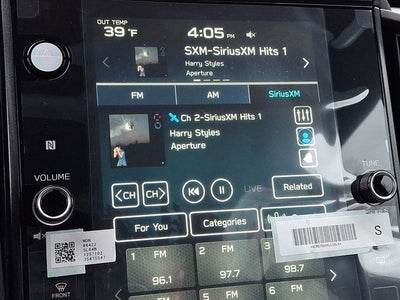 OUT TEMP
39°F
4:05 PM
SXM-SiriusXM Hits 1
Harry Styles
Aperture
FM
AM
SiriusXM
Ch 2-SiriusXM Hits 1
Harry Styles
Aperture
VOLUME
TUNE
<CH
CH>
LIVE
Related
For You
Categories
S
1 FM
96.1
2 FM
97.7
3 FM
98.7
FRONT